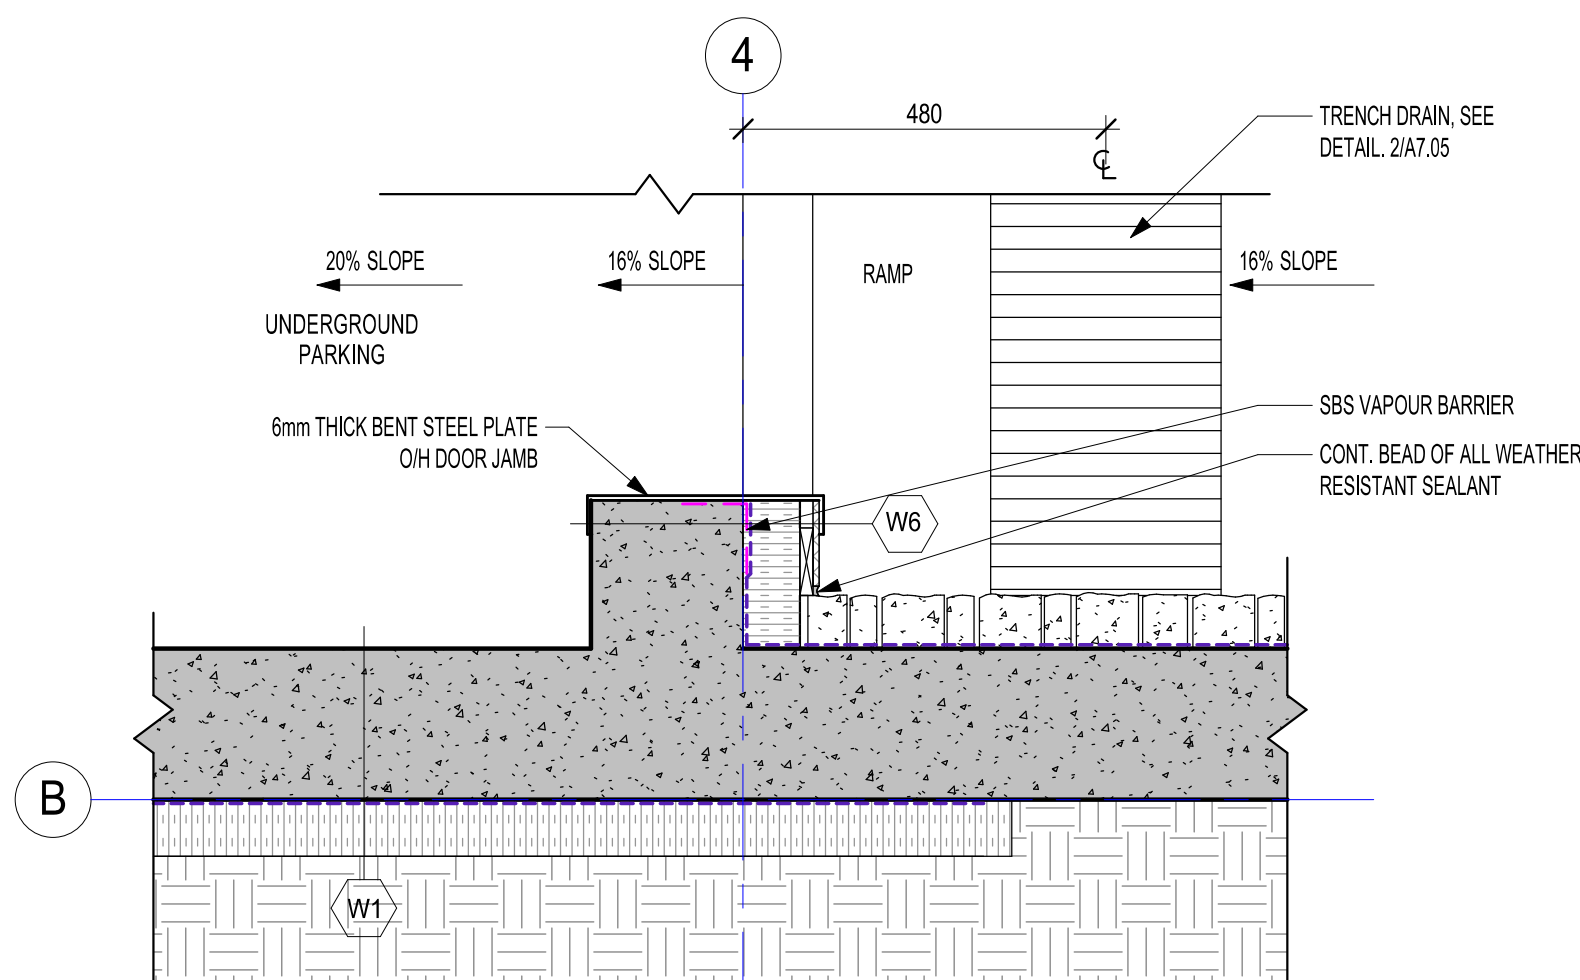 4
480
TRENCH DRAIN, SEE
DETAIL. 2/A7.05
℄
20% SLOPE
16% SLOPE
RAMP
16% SLOPE
UNDERGROUND
PARKING
SBS VAPOUR BARRIER
6mm THICK BENT STEEL PLATE
O/H DOOR JAMB
CONT. BEAD OF ALL WEATHER
RESISTANT SEALANT
W6
B
W1